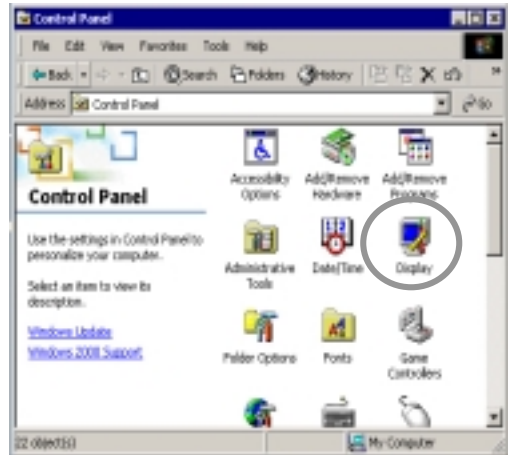 Control Panel
File Edit View Favorites Tools Help
Back Search Folders History
Address Control Panel Go
Control Panel
Use the settings in Control Panel to
personalize your computer.
Select an item to view its
description.
Windows Update
Windows 2000 Support
Accessibility
Options
Add/Remove
Hardware
Add/Remove
Programs
Administrative
Tools
Date/Time
Display
Folder Options
Fonts
Game
Controllers
22 object(s)
My Computer